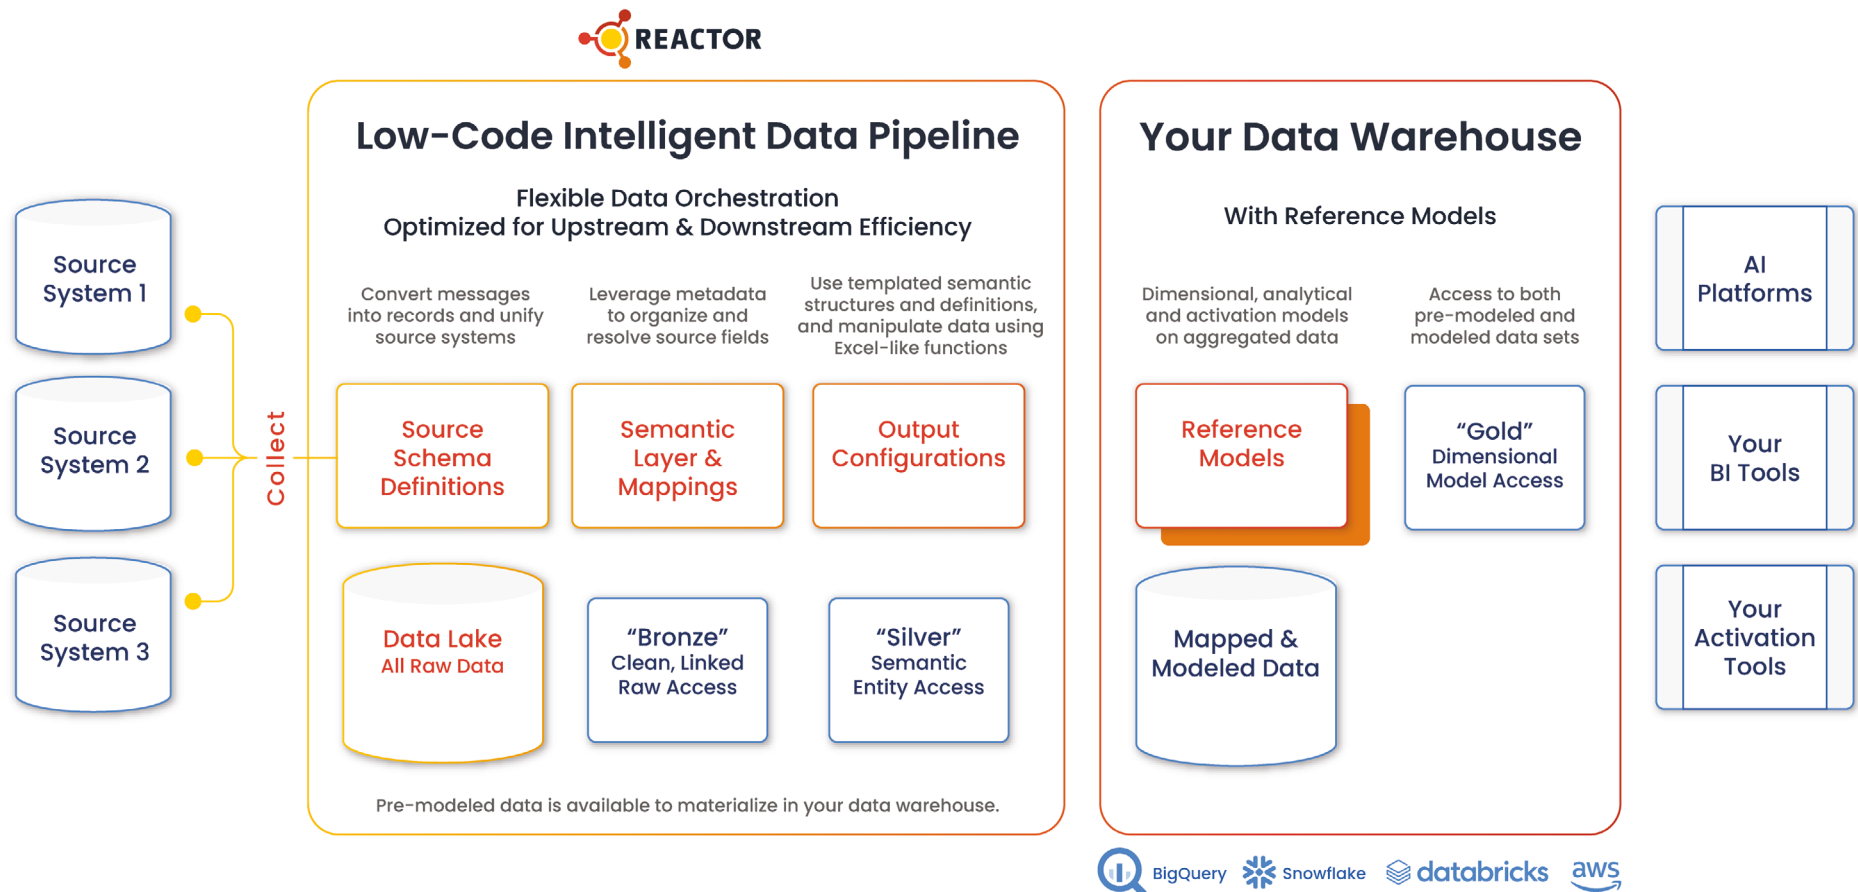 REACTOR
Low-Code Intelligent Data Pipeline
Flexible Data Orchestration
Optimized for Upstream & Downstream Efficiency
Convert messages
into records and unify
source systems
Leverage metadata
to organize and
resolve source fields
Use templated semantic
structures and definitions,
and manipulate data using
Excel-like functions
Source
System 1
Source
System 2
Source
System 3
Collect
Source
Schema
Definitions
Semantic
Layer &
Mappings
Output
Configurations
Data Lake
All Raw Data
“Bronze”
Clean, Linked
Raw Access
“Silver”
Semantic
Entity Access
Pre-modeled data is available to materialize in your data warehouse.
Your Data Warehouse
With Reference Models
Dimensional, analytical
and activation models
on aggregated data
Access to both
pre-modeled and
modeled data sets
Reference
Models
“Gold”
Dimensional
Model Access
Mapped &
Modeled Data
AI
Platforms
Your
BI Tools
Your
Activation
Tools
BigQuery
Snowflake
databricks
aws